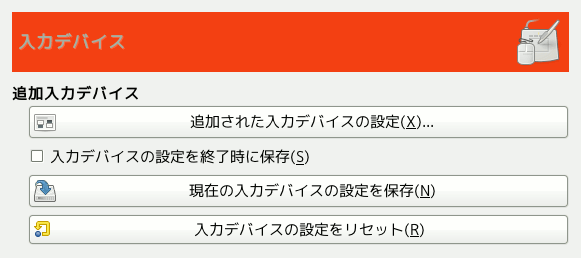 入力デバイス
追加入力デバイス
追加された入力デバイスの設定(X)...
入力デバイスの設定を終了時に保存(S)
現在の入力デバイスの設定を保存(N)
入力デバイスの設定をリセット(R)